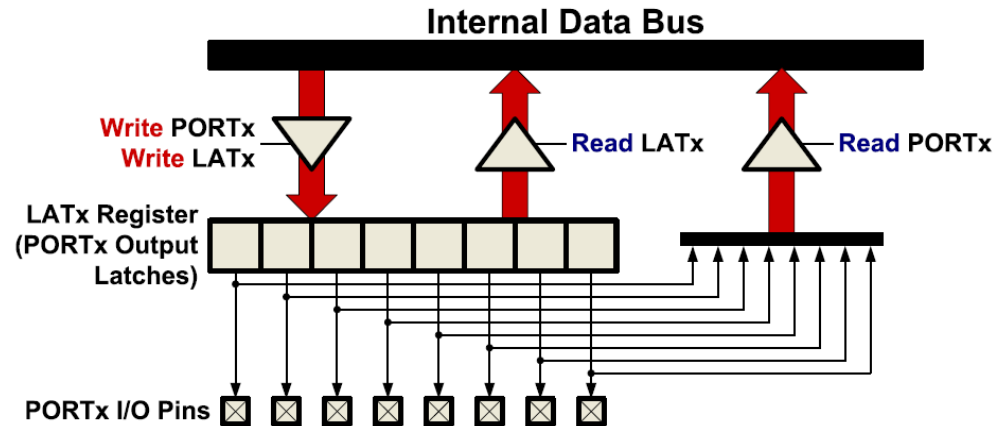 Internal Data Bus
Write PORTx
Write LATx
Read LATx
Read PORTx
LATx Register
(PORTx Output
Latches)
PORTx I/O Pins